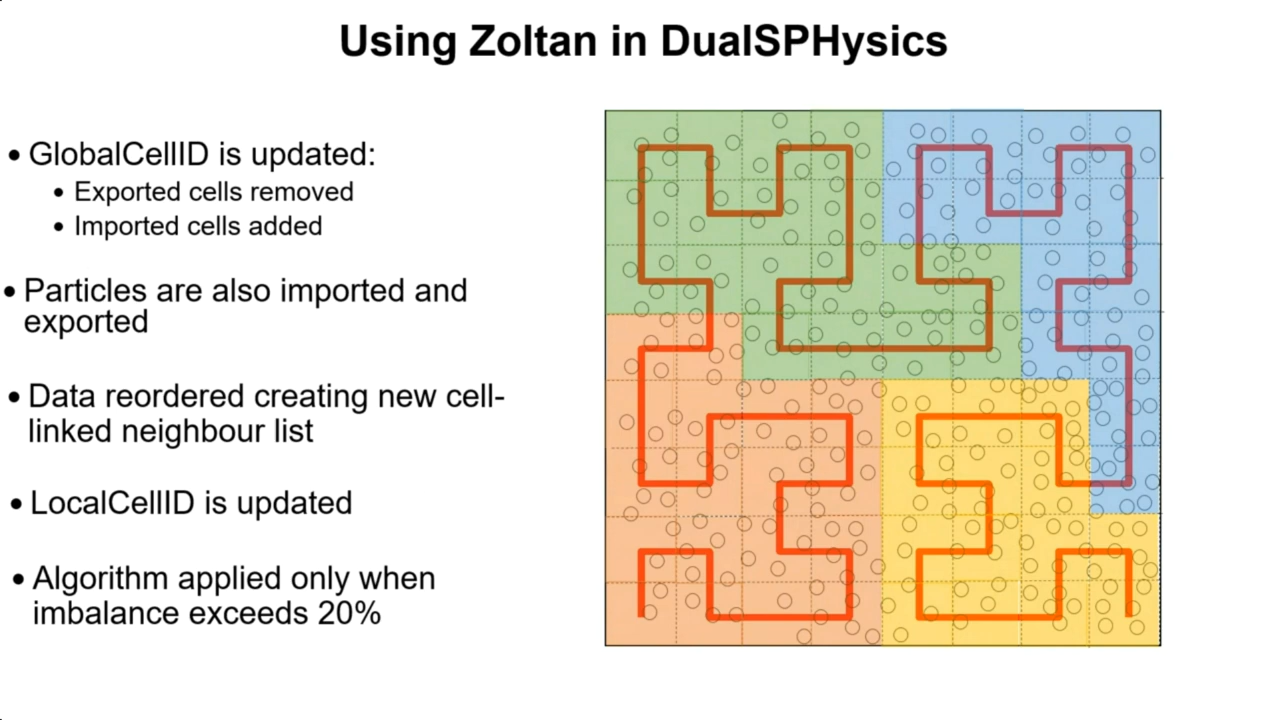 Using Zoltan in DualSPHysics
• GlobalCellID is updated:
• Exported cells removed
• Imported cells added
• Particles are also imported and
exported
• Data reordered creating new cell-
linked neighbour list
• LocalCellID is updated
• Algorithm applied only when
imbalance exceeds 20%